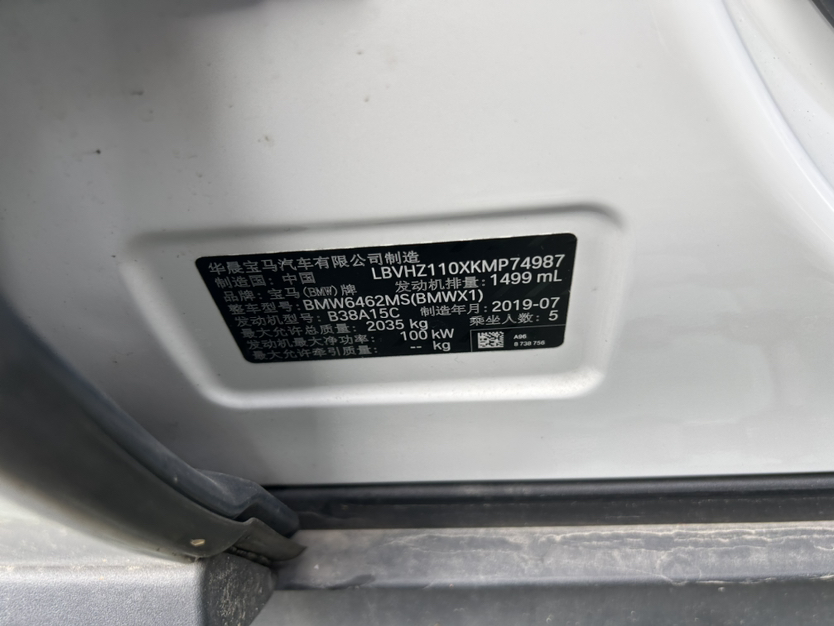 华晨宝马汽车有限公司制造
制造国：中国 LBVHZ110XKMP74987
品牌：宝马(BMW)牌 发动机排量：1499 mL
整车型号：BMW6462MS(BMWX1)
发动机型号：B38A15C 制造年月：2019-07
最大允许总质量：2035 kg 乘坐人数：5
发动机最大净功率：100 kW
最大允许牵引质量：-- kg
A96
8 738 756